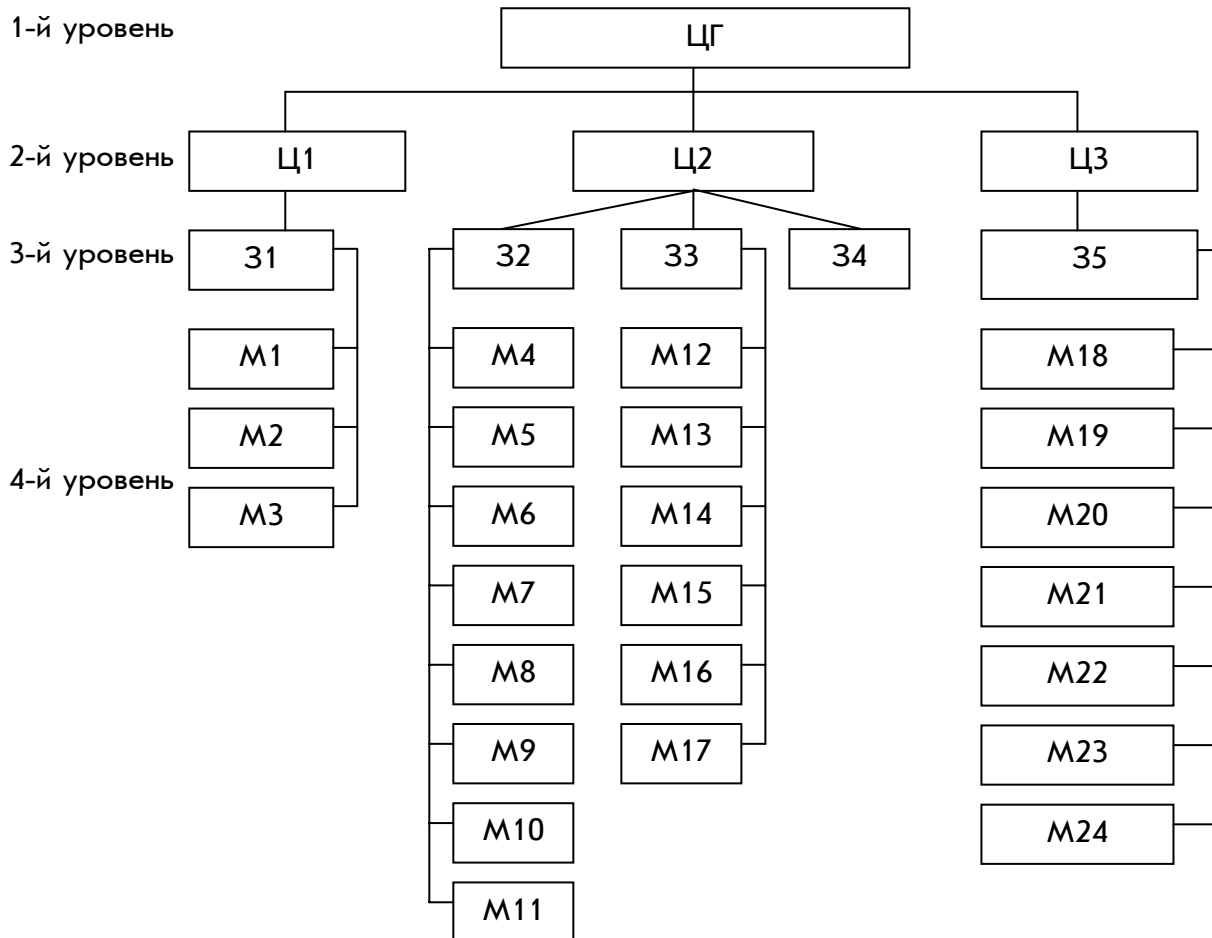 1-й уровень
ЦГ
2-й уровень
Ц1
Ц2
Ц3
3-й уровень
З1
З2
З3
З4
З5
М1
М4
М12
М18
М2
М5
М13
М19
4-й уровень
М3
М6
М14
М20
М7
М15
М21
М8
М16
М22
М9
М17
М23
М10
М24
М11